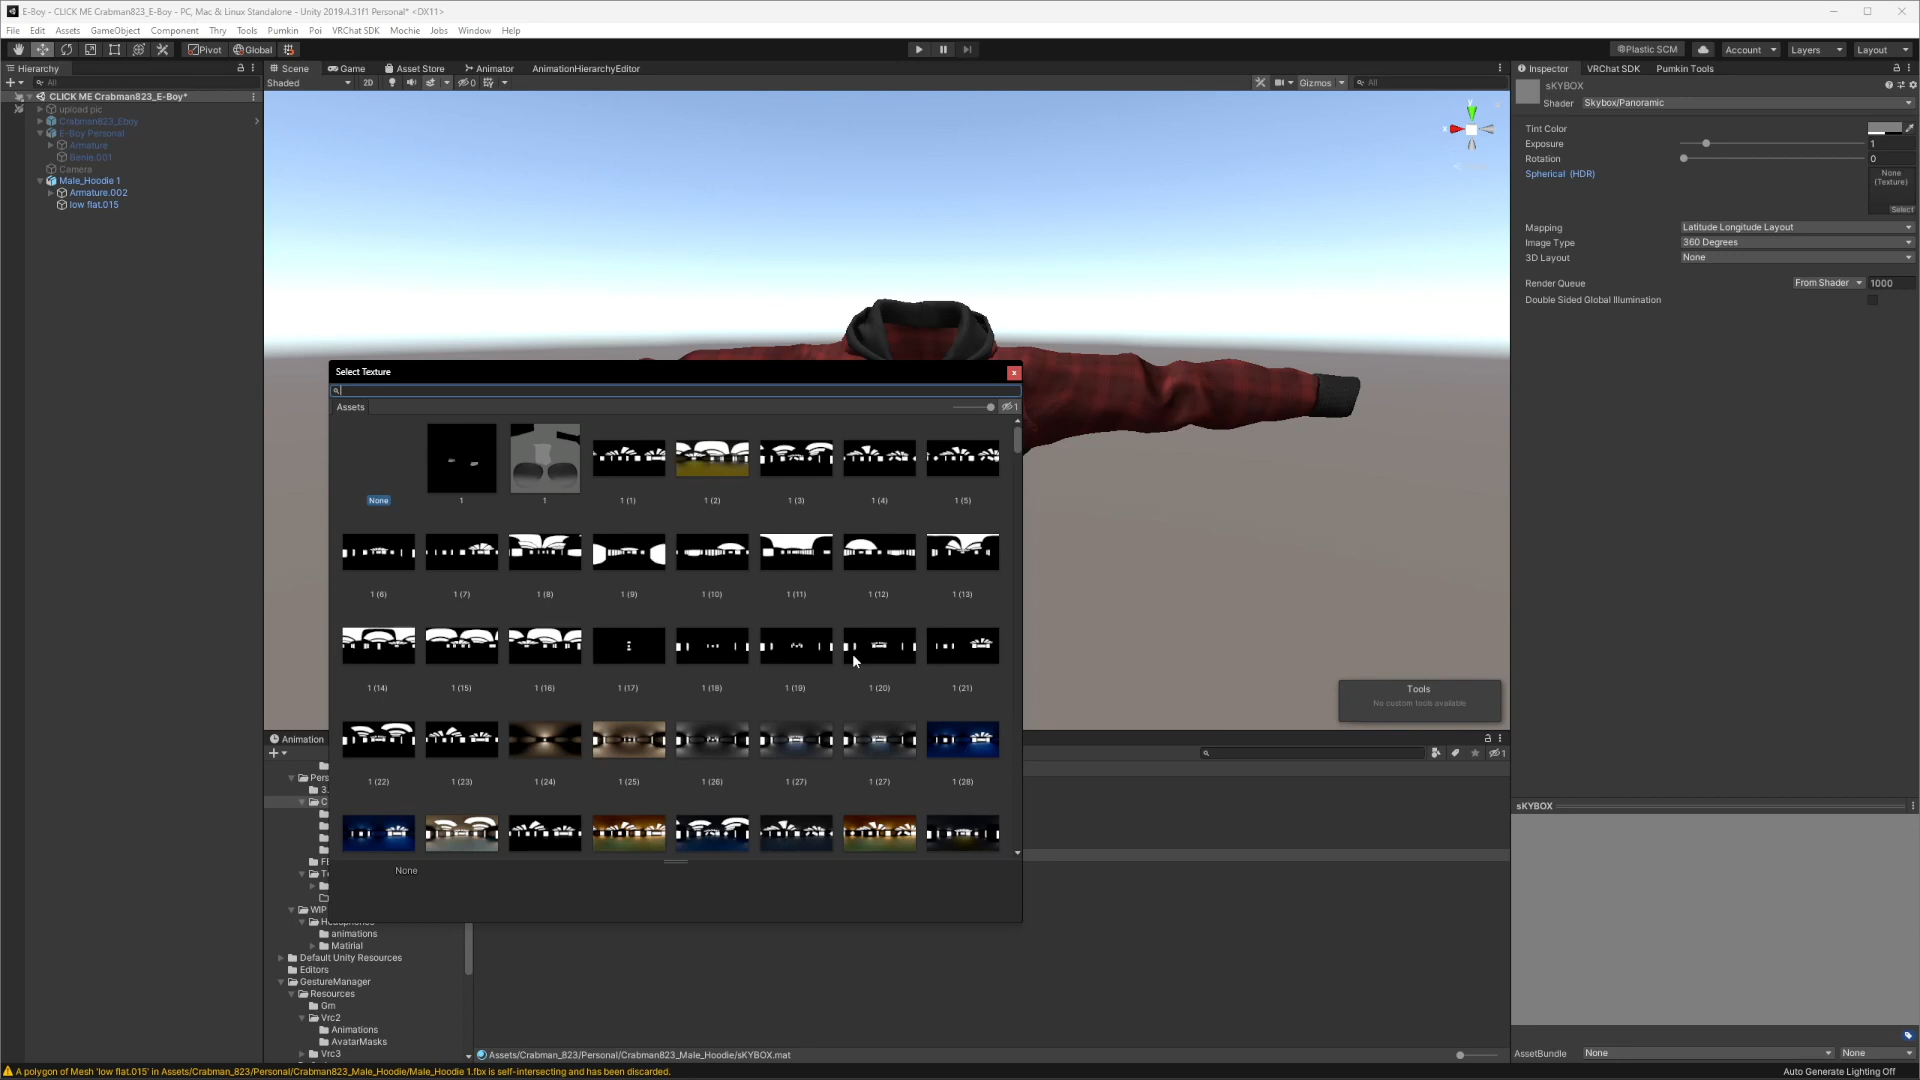 E-Boy - CLICK ME Crabman823_E-Boy - PC, Mac & Linux Standalone - Unity 2019.4.31f1 Personal* <DX11>
File Edit Assets GameObject Component Thry Tools Pumkin Poi VRChat SDK Mochie Jobs Window Help
Pivot Global Plastic SCM Account Layers Layout
Hierarchy
All
CLICK ME Crabman823_E-Boy*
upload pic
Crabman823_Eboy
E-Boy Personal
Armature
Benie.001
Camera
Male_Hoodie 1
Armature.002
low flat.015
Scene Game Asset Store Animator AnimationHierarchyEditor
Shaded 2D 0 Gizmos All
y
x
Select Texture
Assets 1
None 1 1 1 (1) 1 (2) 1 (3) 1 (4) 1 (5)
1 (6) 1 (7) 1 (8) 1 (9) 1 (10) 1 (11) 1 (12) 1 (13)
1 (14) 1 (15) 1 (16) 1 (17) 1 (18) 1 (19) 1 (20) 1 (21)
1 (22) 1 (23) 1 (24) 1 (25) 1 (26) 1 (27) 1 (27) 1 (28)
None
Tools
No custom tools available
Animation
1
Pers
3.
C
FE
Te
WIP
Headphones
animations
Matirial
Default Unity Resources
Editors
GestureManager
Resources
Gm
Vrc2
Animations
AvatarMasks
Vrc3
Assets/Crabman_823/Personal/Crabman823_Male_Hoodie/sKYBOX.mat
Inspector VRChat SDK Pumkin Tools
sKYBOX
Shader Skybox/Panoramic
Tint Color
Exposure 1
Rotation 0
Spherical (HDR) None
(Texture)
Select
Mapping Latitude Longitude Layout
Image Type 360 Degrees
3D Layout None
Render Queue From Shader 1000
Double Sided Global Illumination
sKYBOX
AssetBundle None None
A polygon of Mesh 'low flat.015' in Assets/Crabman_823/Personal/Crabman823_Male_Hoodie/Male_Hoodie 1.fbx is self-intersecting and has been discarded.
Auto Generate Lighting Off